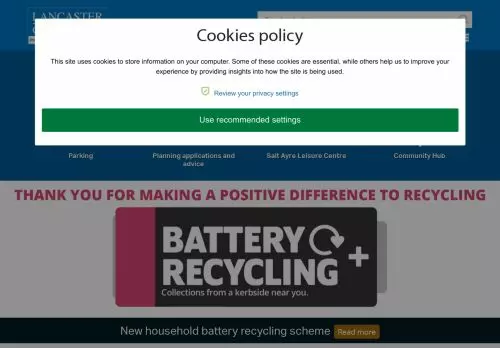 LANCASTER
Cookies policy
This site uses cookies to store information on your computer. Some of these cookies are essential, while others help us to improve your
experience by providing insights into how the site is being used.
Review your privacy settings
Use recommended settings
Parking
Planning applications and
advice
Salt Ayre Leisure Centre
Community Hub
THANK YOU FOR MAKING A POSITIVE DIFFERENCE TO RECYCLING
BATTERY
RECYCLING
+
Collections from a kerbside near you.
New household battery recycling scheme
Read more